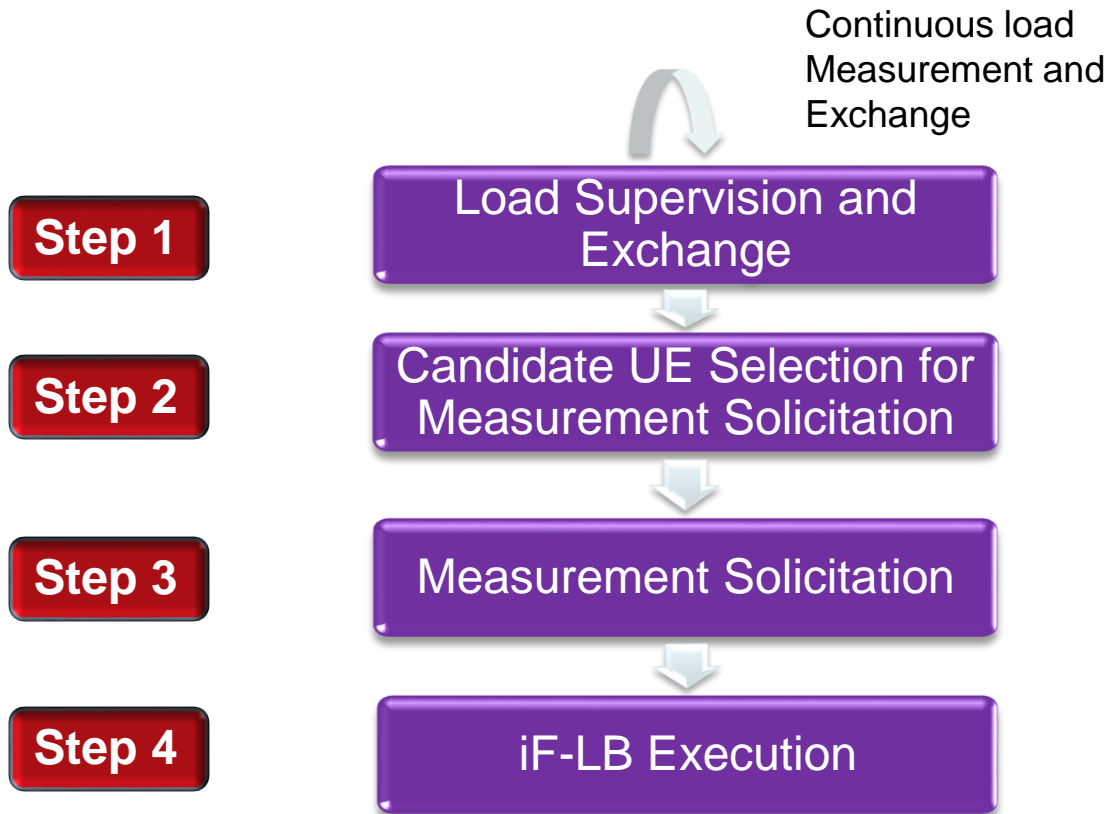 Continuous load
Measurement and
Exchange
Step 1
Load Supervision and
Exchange
Step 2
Candidate UE Selection for
Measurement Solicitation
Step 3
Measurement Solicitation
Step 4
iF-LB Execution